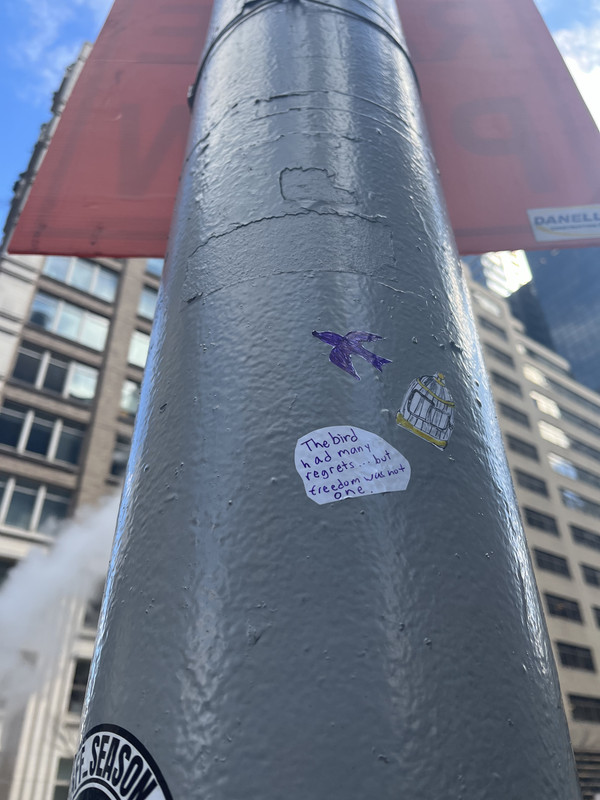 DANELL
The bird
had many
regrets...but
freedom was not
one.
SEASON